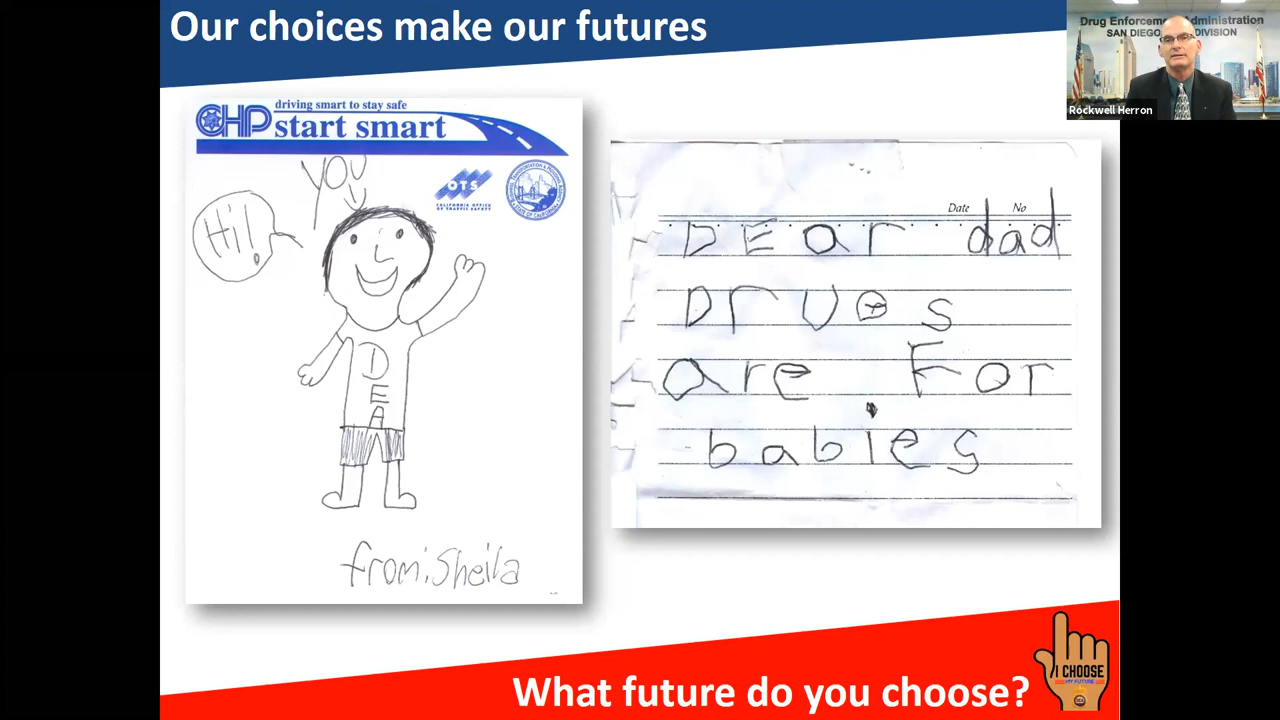 Our choices make our futures
Drug Enforcement Administration
SAN DIEGO DIVISION
Rockwell Herron
CHP
driving smart to stay safe
start smart
OTS
CALIFORNIA OFFICE
OF TRAFFIC SAFETY
YOU
Hi!
DEA
from: Sheila
Date No
DEar dad
Drugs
are For
babies
What future do you choose?
I CHOOSE
MY FUTURE